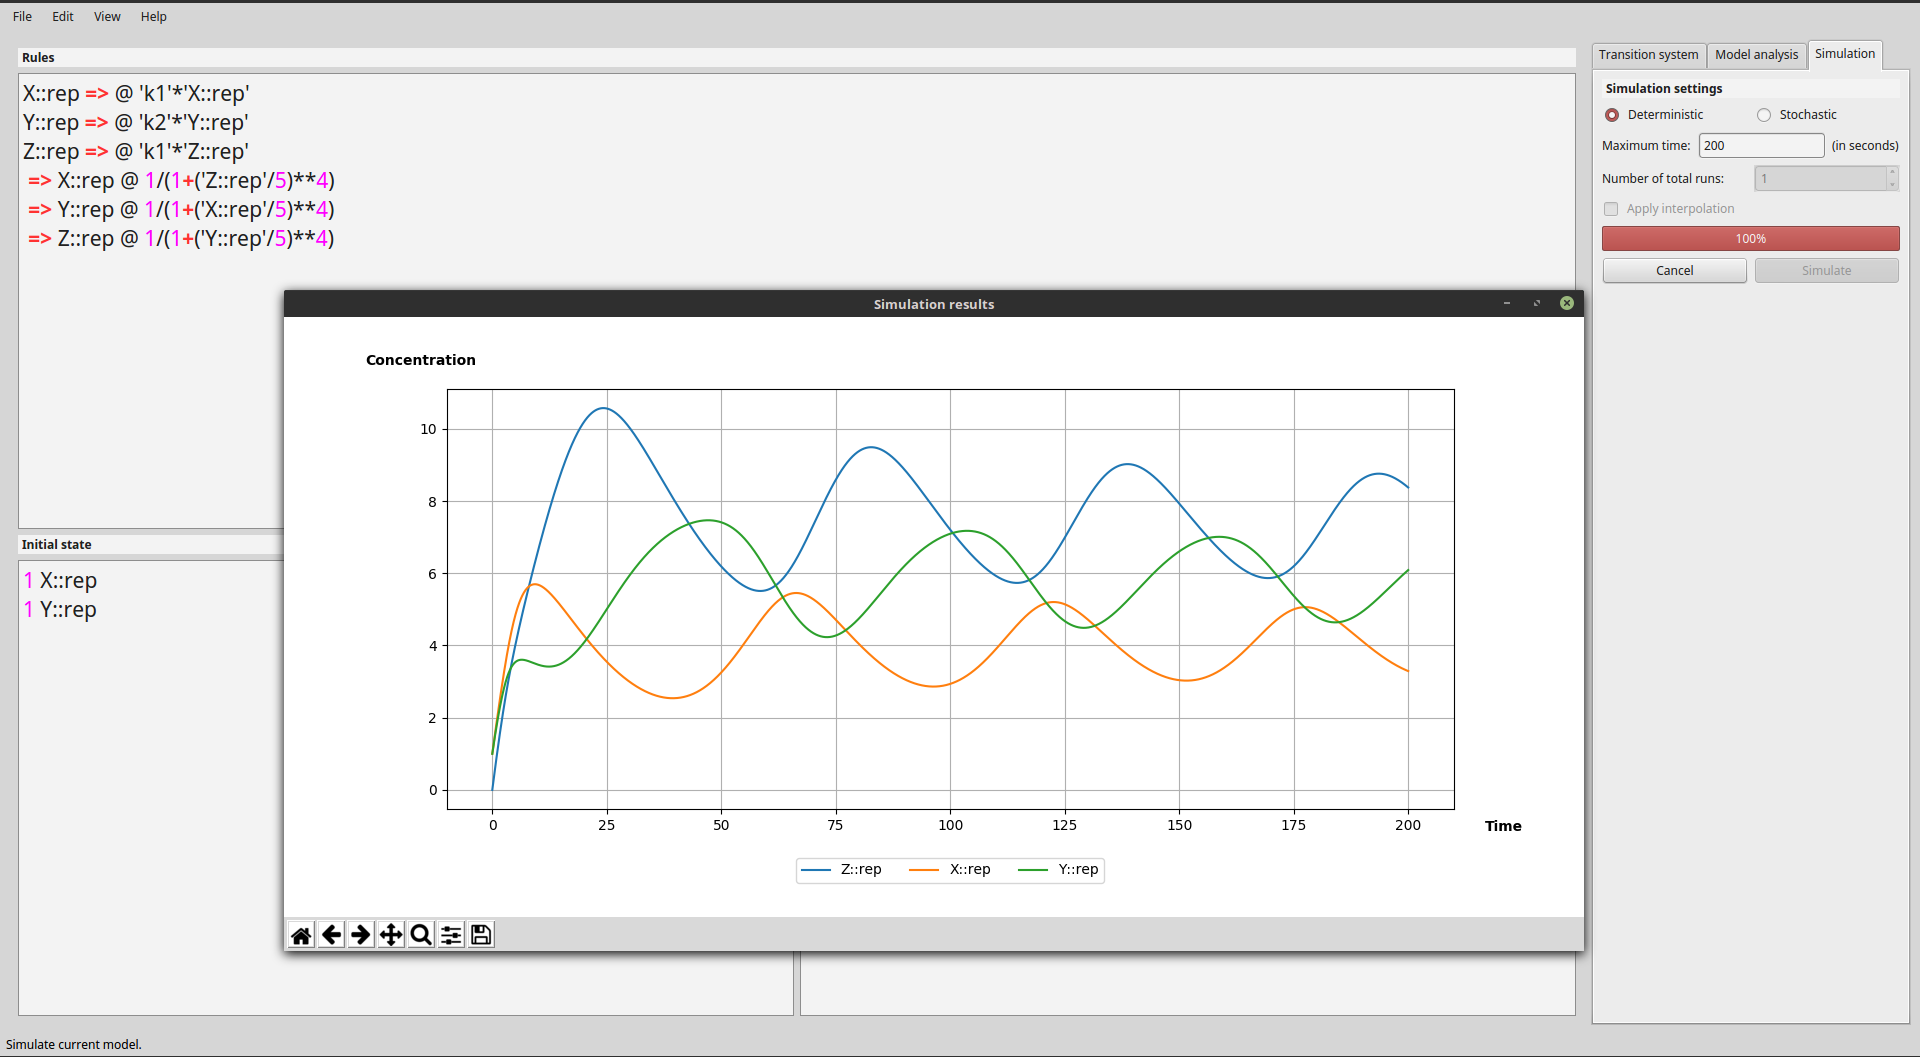 File Edit View Help
Rules
X::rep => @ 'k1'*'X::rep'
Y::rep => @ 'k2'*'Y::rep'
Z::rep => @ 'k1'*'Z::rep'
=> X::rep @ 1/(1+('Z::rep'/5)**4)
=> Y::rep @ 1/(1+('X::rep'/5)**4)
=> Z::rep @ 1/(1+('Y::rep'/5)**4)
Initial state
1 X::rep
1 Y::rep
Simulation results
Concentration
10
8
6
4
2
0
0 25 50 75 100 125 150 175 200
Time
Z::rep X::rep Y::rep
Transition system Model analysis Simulation
Simulation settings
Deterministic Stochastic
Maximum time: 200 (in seconds)
Number of total runs: 1
Apply interpolation
100%
Cancel Simulate
Simulate current model.